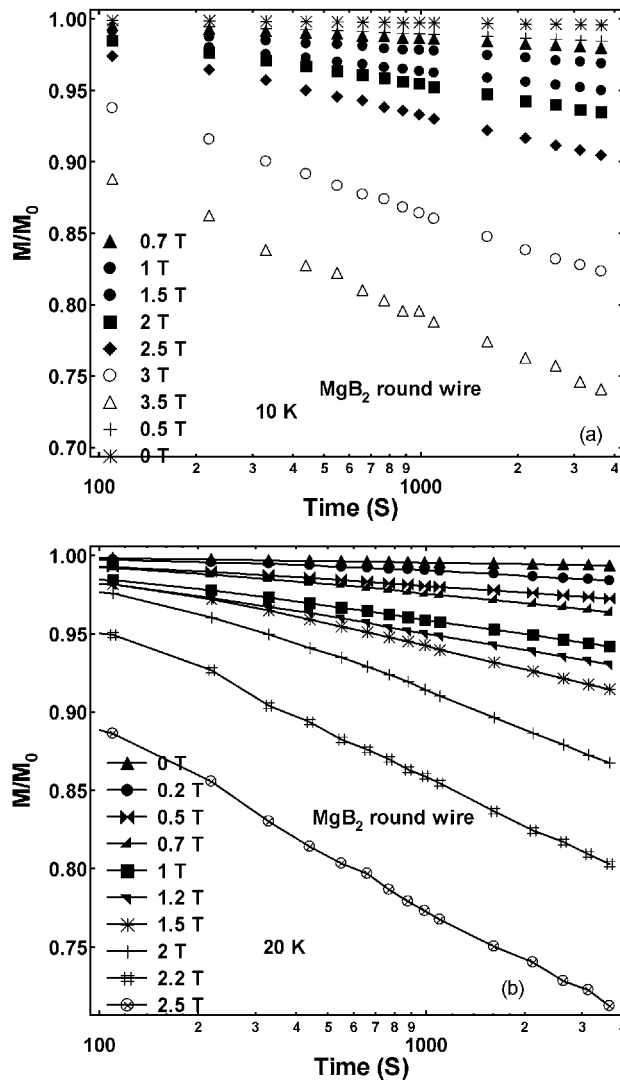 1.00
0.95
0.90
0.85
0.80
0.75
0.70
M/M0
0.7 T
1 T
1.5 T
2 T
2.5 T
3 T
3.5 T
0.5 T
0 T
MgB2 round wire
10 K
(a)
100 2 3 4 5 6 7 8 9 1000 2 3 4
Time (S)
1.00
0.95
0.90
0.85
0.80
0.75
M/M0
0 T
0.2 T
0.5 T
0.7 T
1 T
1.2 T
1.5 T
2 T
2.2 T
2.5 T
MgB2 round wire
20 K
(b)
100 2 3 4 5 6 7 8 9 1000 2 3
Time (S)